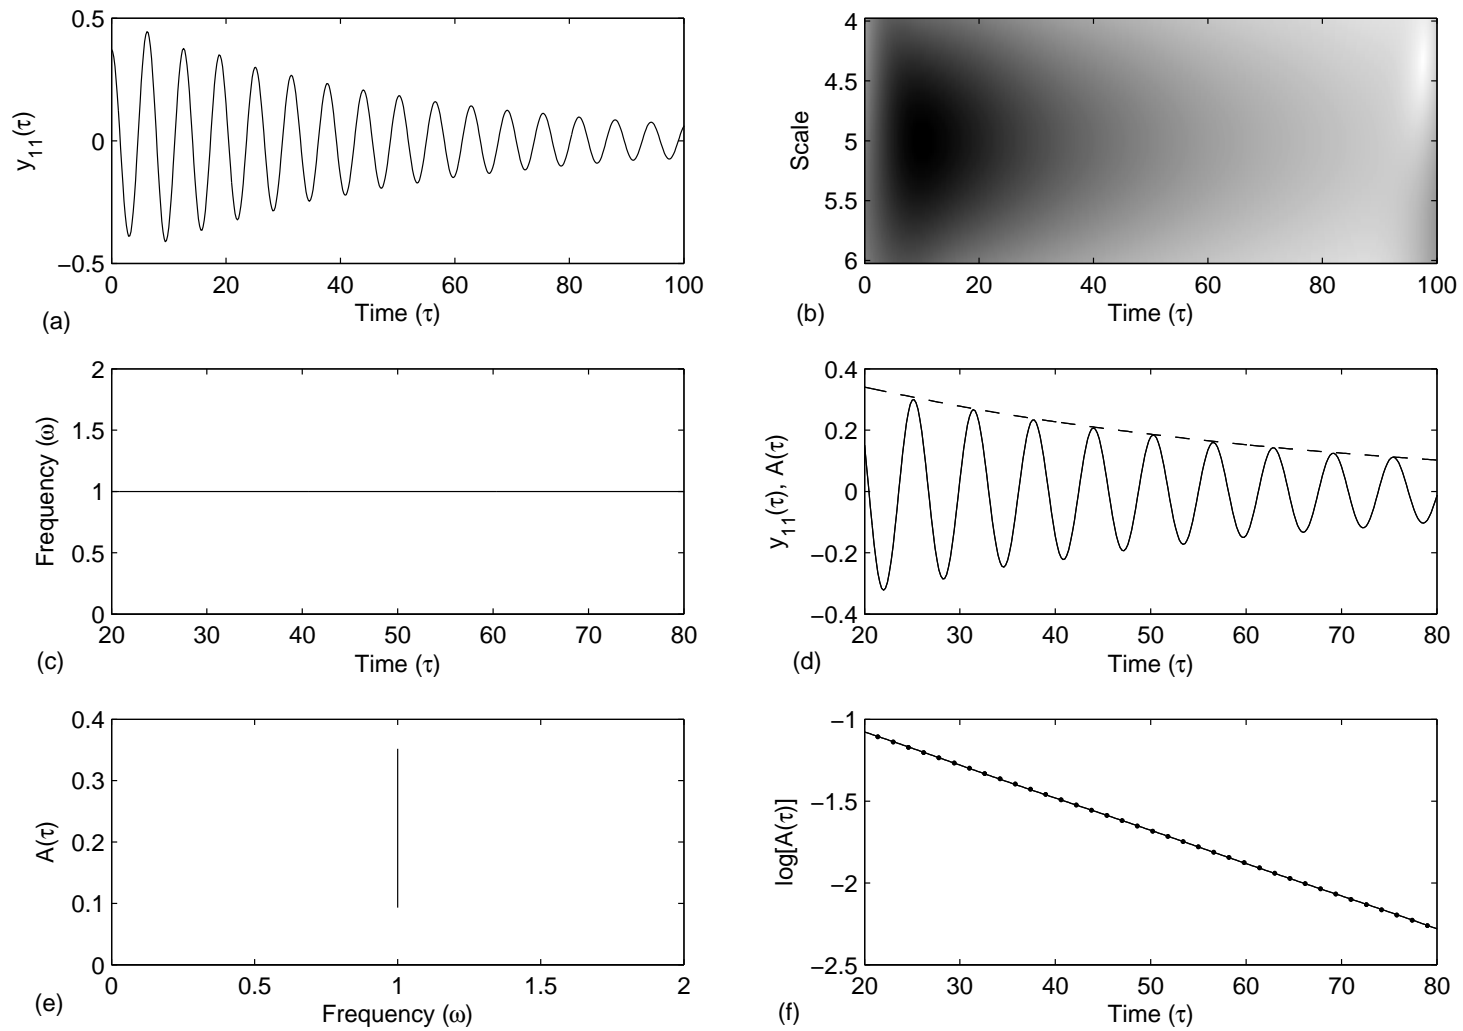 0.5
0
−0.5
y11(τ)
0 20 40 60 80 100
Time (τ)
(a)
4
4.5
5
5.5
6
Scale
0 20 40 60 80 100
Time (τ)
(b)
2
1.5
1
0.5
0
Frequency (ω)
20 30 40 50 60 70 80
Time (τ)
(c)
0.4
0.2
0
−0.2
−0.4
y11(τ), A(τ)
20 30 40 50 60 70 80
Time (τ)
(d)
0.4
0.3
0.2
0.1
0
A(τ)
0 0.5 1 1.5 2
Frequency (ω)
(e)
−1
−1.5
−2
−2.5
log[A(τ)]
20 30 40 50 60 70 80
Time (τ)
(f)